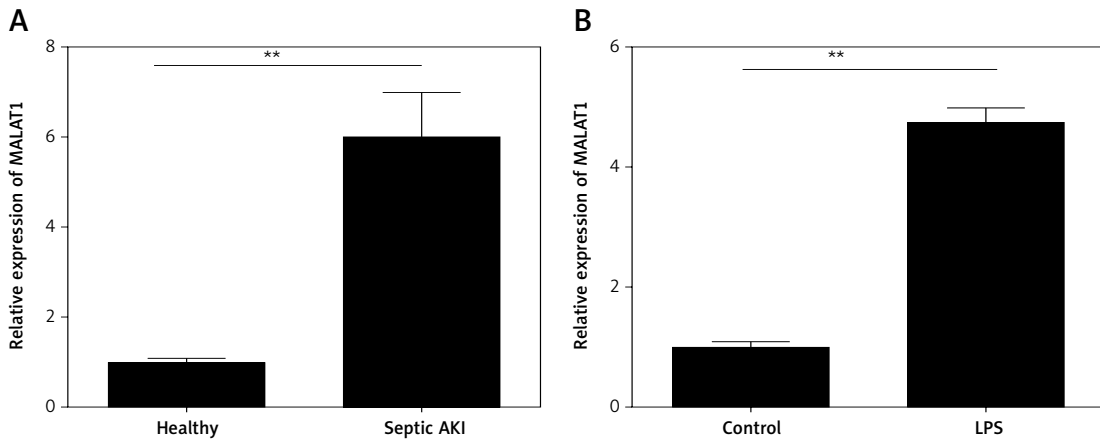 A
Relative expression of MALAT1
8
6
4
2
0
**
Healthy
Septic AKI
B
Relative expression of MALAT1
6
4
2
0
**
Control
LPS